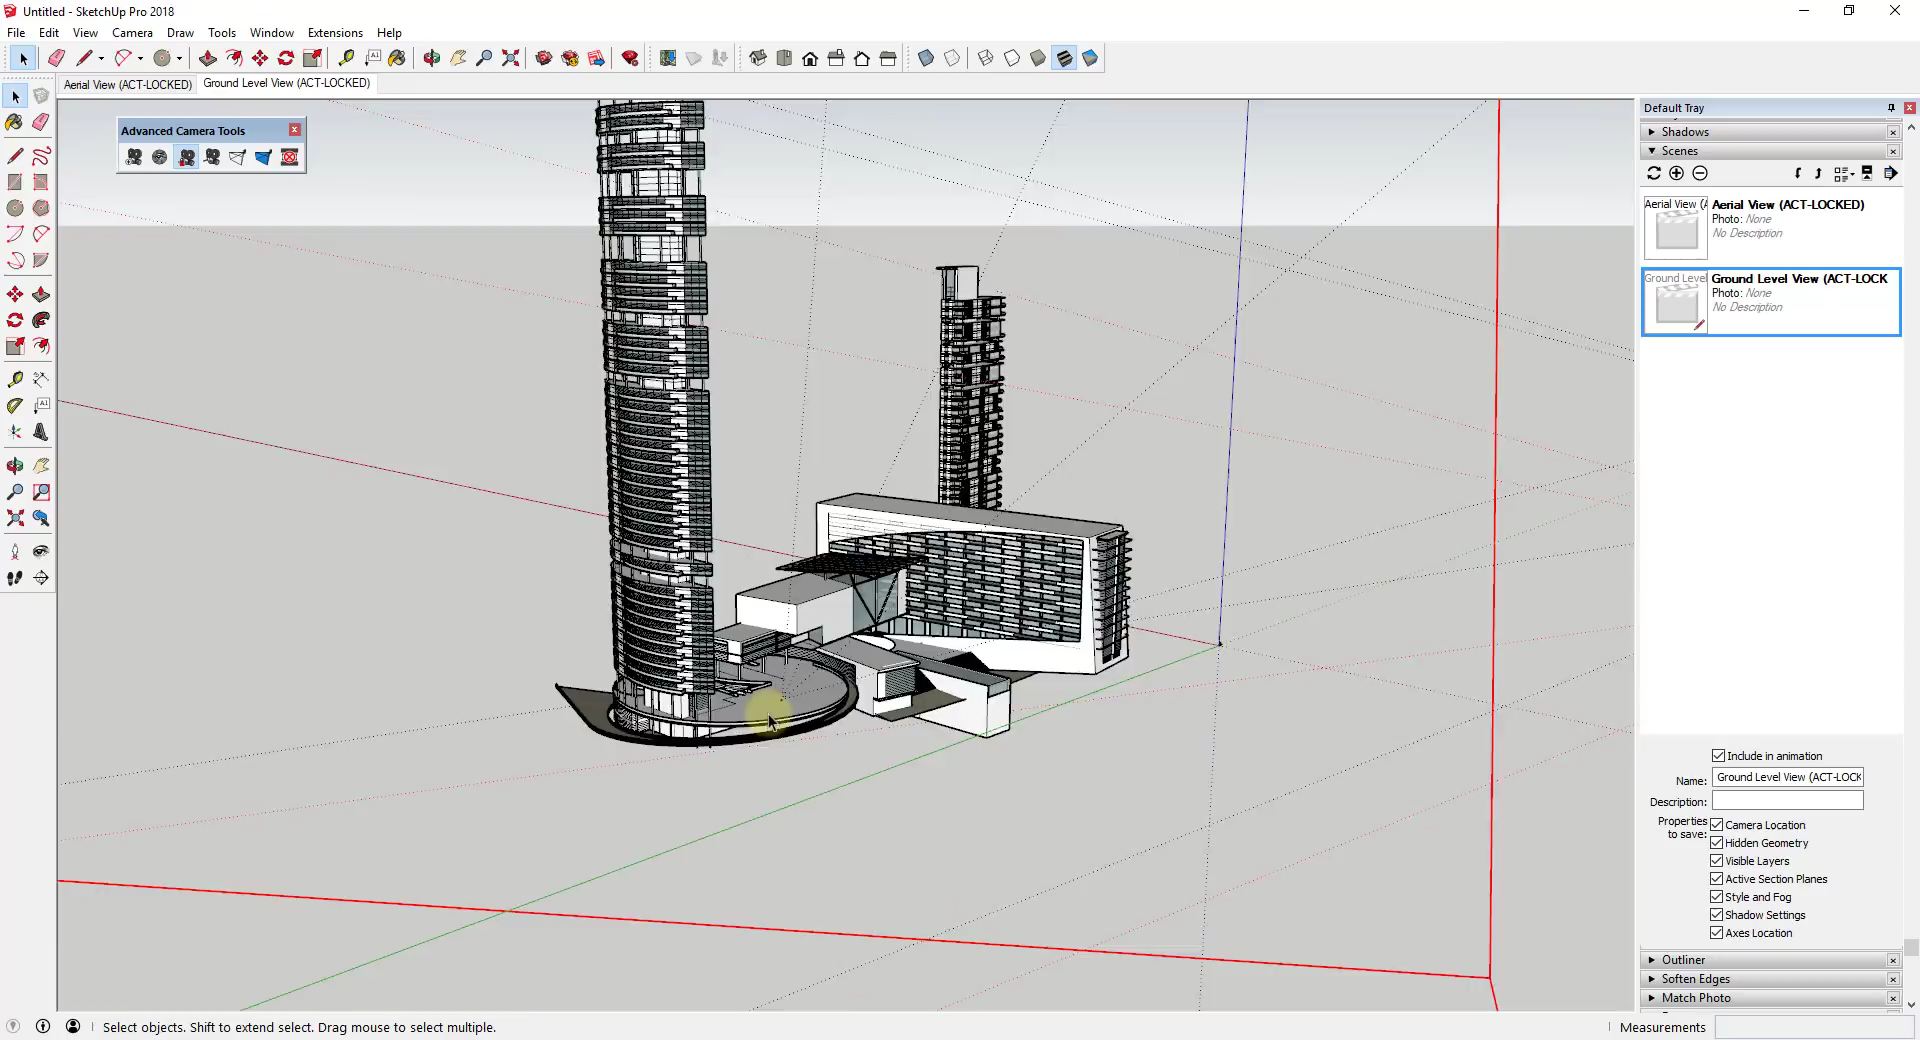 Untitled - SketchUp Pro 2018
File Edit View Camera Draw Tools Window Extensions Help
Aerial View (ACT-LOCKED) Ground Level View (ACT-LOCKED)
Advanced Camera Tools
Default Tray
Shadows
Scenes
Aerial View (A
Aerial View (ACT-LOCKED)
Photo: None
No Description
Ground Level
Ground Level View (ACT-LOCK
Photo: None
No Description
Include in animation
Name: Ground Level View (ACT-LOCK
Description:
Properties to save:
Camera Location
Hidden Geometry
Visible Layers
Active Section Planes
Style and Fog
Shadow Settings
Axes Location
Outliner
Soften Edges
Match Photo
Select objects. Shift to extend select. Drag mouse to select multiple.
Measurements